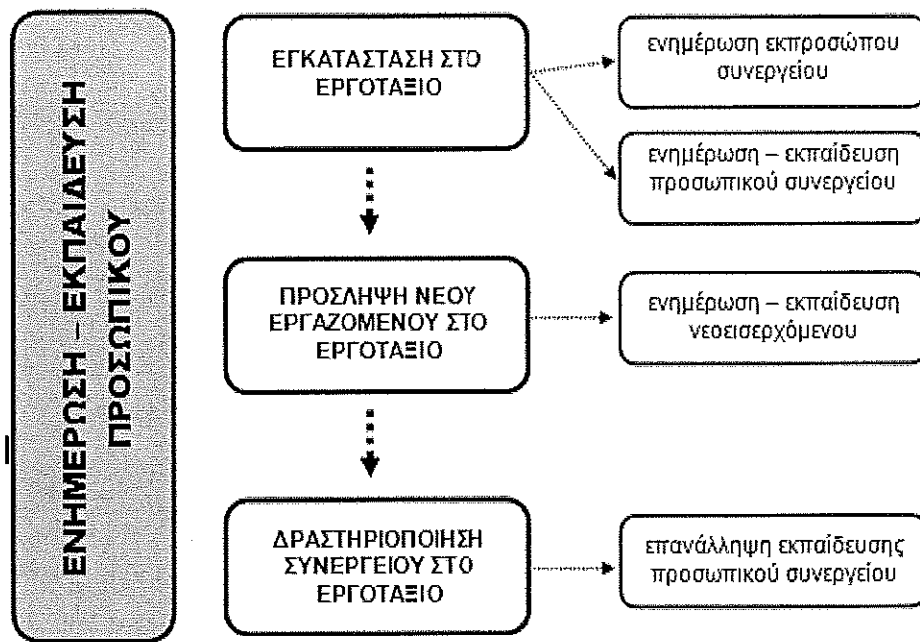 ΕΝΗΜΕΡΩΣΗ – ΕΚΠΑΙΔΕΥΣΗ
ΠΡΟΣΩΠΙΚΟΥ
ΕΓΚΑΤΑΣΤΑΣΗ ΣΤΟ
ΕΡΓΟΤΑΞΙΟ
ενημέρωση εκπροσώπου
συνεργείου
ενημέρωση – εκπαίδευση
προσωπικού συνεργείου
ΠΡΟΣΛΗΨΗ ΝΕΟΥ
ΕΡΓΑΖΟΜΕΝΟΥ ΣΤΟ
ΕΡΓΟΤΑΞΙΟ
ενημέρωση – εκπαίδευση
νεοεισερχόμενου
ΔΡΑΣΤΗΡΙΟΠΟΙΗΣΗ
ΣΥΝΕΡΓΕΙΟΥ ΣΤΟ
ΕΡΓΟΤΑΞΙΟ
επανάλληψη εκπαίδευσης
προσωπικού συνεργείου